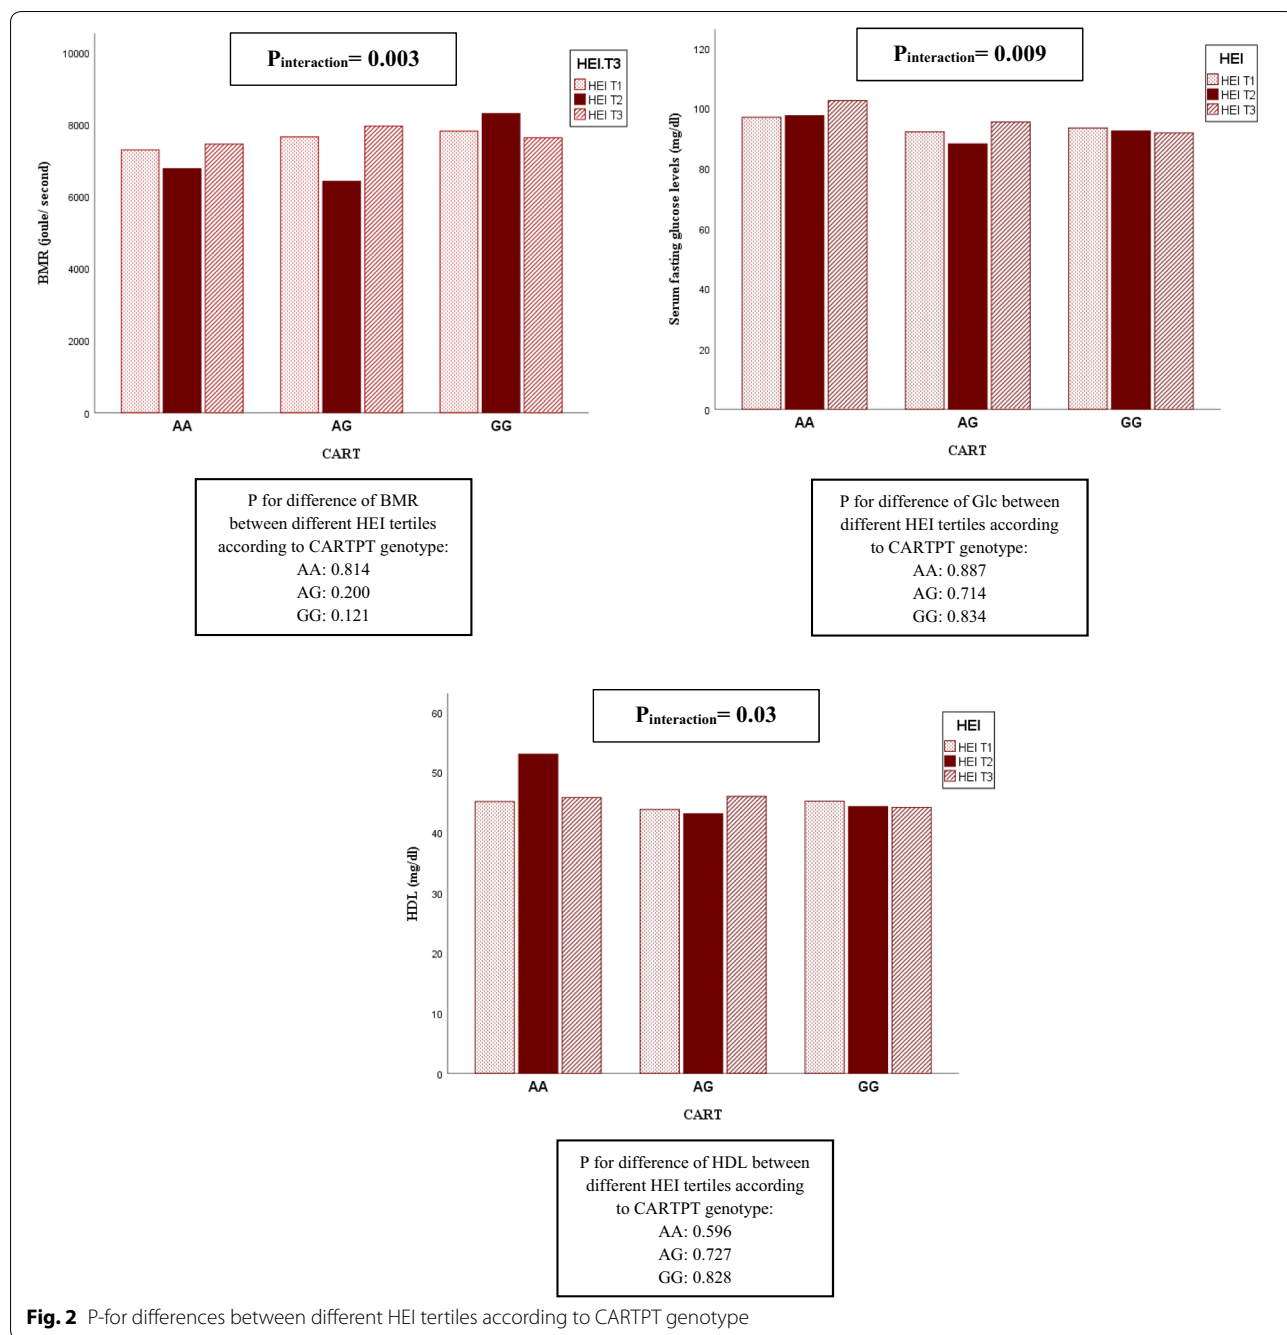 P_interaction= 0.003
HEI.T3
HEI T1
HEI T2
HEI T3
BMR (joule/ second)
10000
8000
6000
4000
2000
0
AA AG GG
CART
P for difference of BMR
between different HEI tertiles
according to CARTPT genotype:
AA: 0.814
AG: 0.200
GG: 0.121
P_interaction= 0.009
HEI
HEI T1
HEI T2
HEI T3
Serum fasting glucose levels (mg/dl)
120
100
80
60
40
20
0
AA AG GG
CART
P for difference of Glc between
different HEI tertiles according
to CARTPT genotype:
AA: 0.887
AG: 0.714
GG: 0.834
P_interaction= 0.03
HEI
HEI T1
HEI T2
HEI T3
HDL (mg/dl)
60
50
40
30
20
10
0
AA AG GG
CART
P for difference of HDL between
different HEI tertiles according
to CARTPT genotype:
AA: 0.596
AG: 0.727
GG: 0.828
Fig. 2 P-for differences between different HEI tertiles according to CARTPT genotype